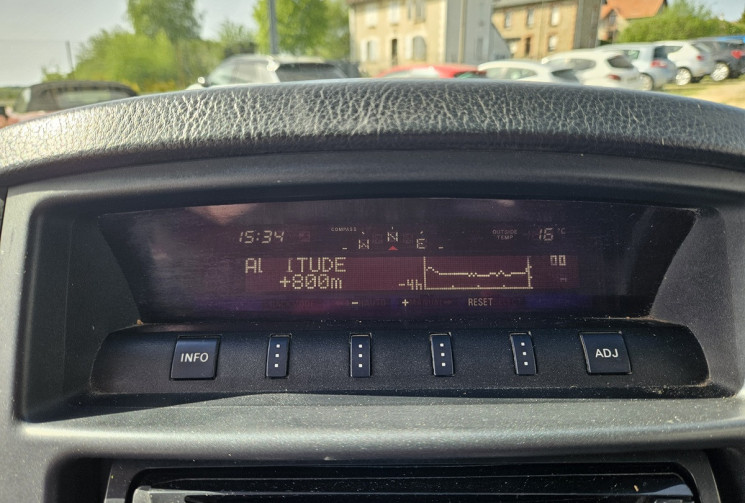 15:34 COMPASS W N E OUTSIDE TEMP 16°C
AL ITUDE
+800m -4h
- + RESET
INFO ADJ